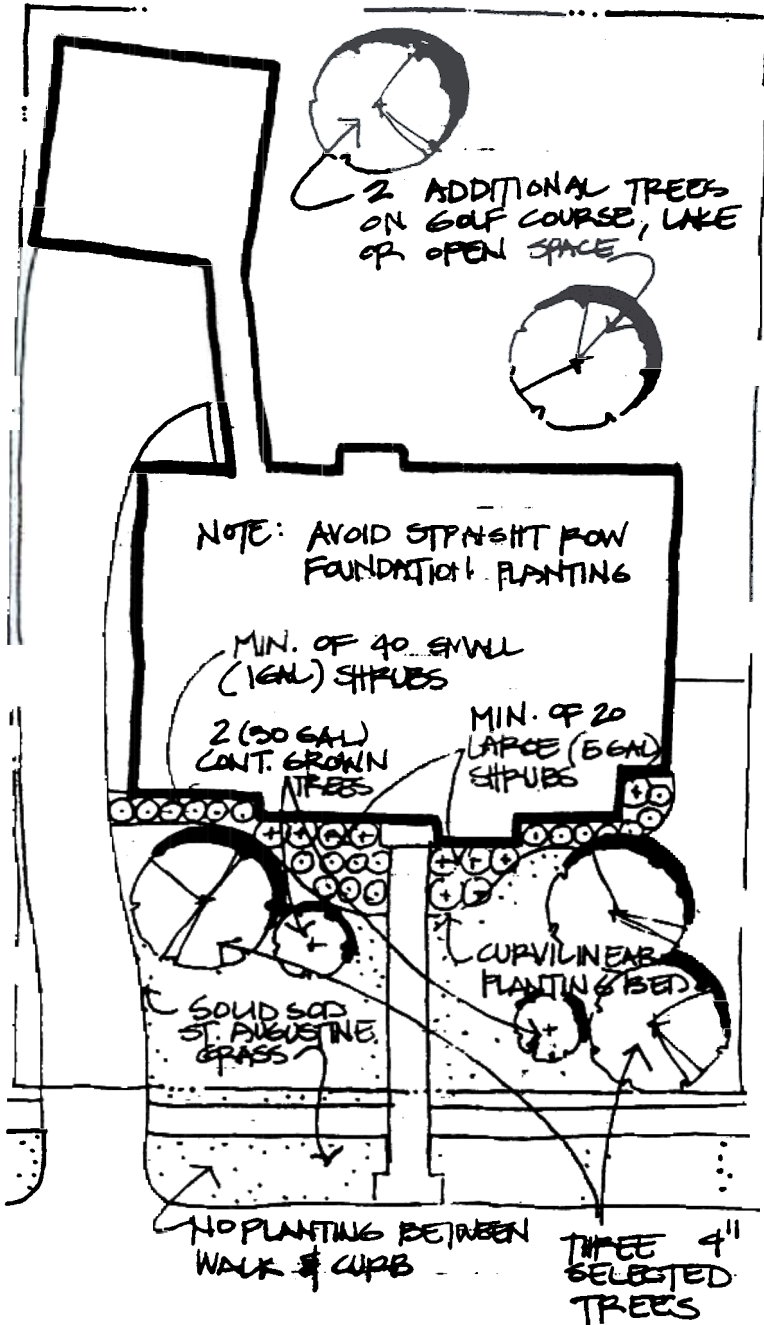 2 ADDITIONAL TREES
ON GOLF COURSE, LAKE
OR OPEN SPACE
NOTE: AVOID STRAIGHT ROW
FOUNDATION PLANTING
MIN. OF 40 SMALL
(1GAL) SHRUBS
2 (30 GAL)
CONT. GROWN
TREES
MIN. OF 20
LARGE (5 GAL)
SHRUBS
CURVILINEAR
PLANTING BED
SOLID SOD
ST. AUGUSTINE
GRASS
NO PLANTING BETWEEN
WALK & CURB
THREE 4"
SELECTED
TREES